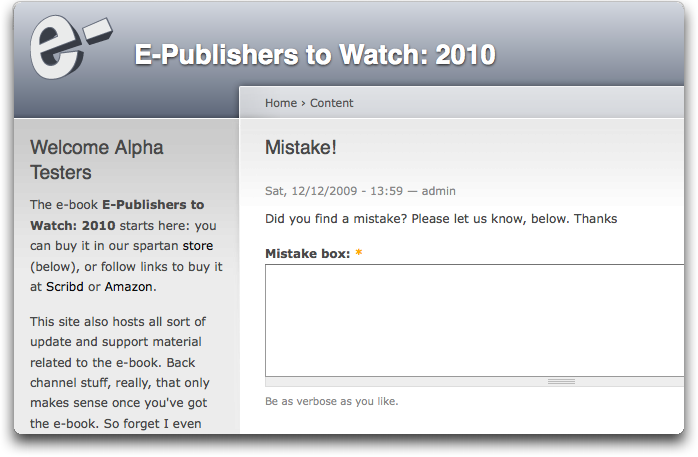 e-
E-Publishers to Watch: 2010
Home › Content
Welcome Alpha
Testers
The e-book E-Publishers to
Watch: 2010 starts here: you
can buy it in our spartan store
(below), or follow links to buy it
at Scribd or Amazon.
This site also hosts all sort of
update and support material
related to the e-book. Back
channel stuff, really, that only
makes sense once you've got
the e-book. So forget I even
Mistake!
Sat, 12/12/2009 - 13:59 — admin
Did you find a mistake? Please let us know, below. Thanks
Mistake box: *
Be as verbose as you like.